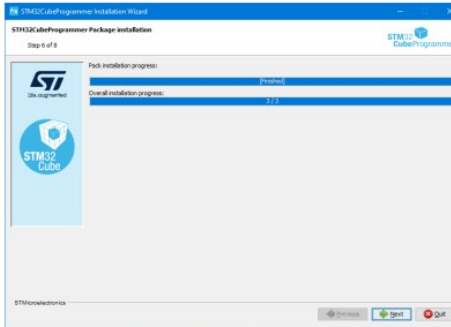 STM32CubeProgrammer Installation Wizard
STM32CubeProgrammer Package installation
Step 6 of 8
STM32
CubeProgrammer
Pack installation progress:
[Finished]
Overall installation progress:
3 / 3
life.augmented
STM32
Cube
STMicroelectronics
Previous
Next
Quit